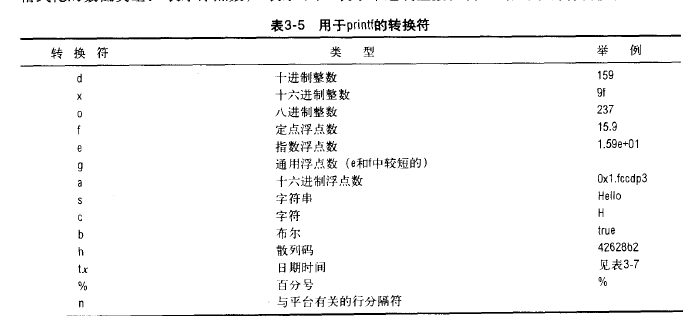 表3-5 用于printf的转换符
转 换 符 类 型 举 例
d 十进制整数 159
x 十六进制整数 9f
o 八进制整数 237
f 定点浮点数 15.9
e 指数浮点数 1.59e+01
g 通用浮点数（e和f中较短的）
a 十六进制浮点数 0x1.fccdp3
s 字符串 Hello
c 字符 H
b 布尔 true
h 散列码 42628b2
tx 日期时间 见表3-7
% 百分号 %
n 与平台有关的行分隔符